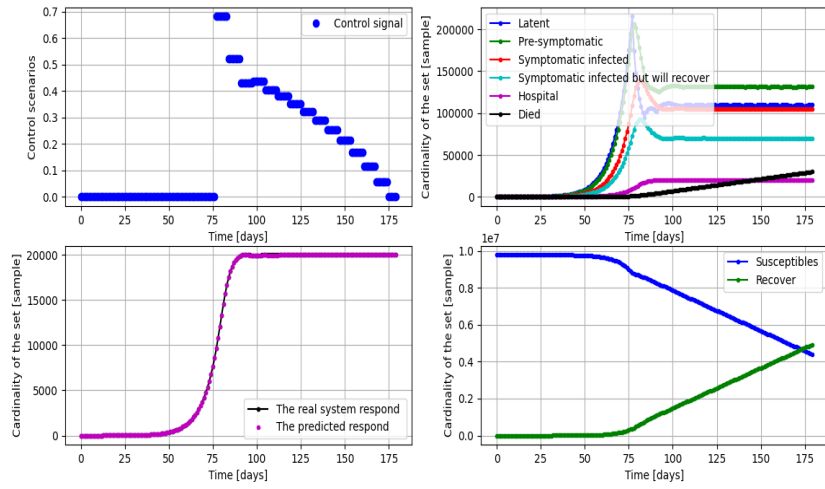 0.7
0.6
0.5
0.4
0.3
0.2
0.1
0.0
Control scenarios
Control signal
0 25 50 75 100 125 150 175
Time [days]
200000
150000
100000
50000
0
Cardinality of the set [sample]
Latent
Pre-symptomatic
Symptomatic infected
Symptomatic infected but will recover
Hospital
Died
0 25 50 75 100 125 150 175
Time [days]
20000
15000
10000
5000
0
Cardinality of the set [sample]
The real system respond
The predicted respond
0 25 50 75 100 125 150 175
Time [days]
1e7
1.0
0.8
0.6
0.4
0.2
0.0
Cardinality of the set [sample]
Susceptibles
Recover
0 25 50 75 100 125 150 175
Time [days]